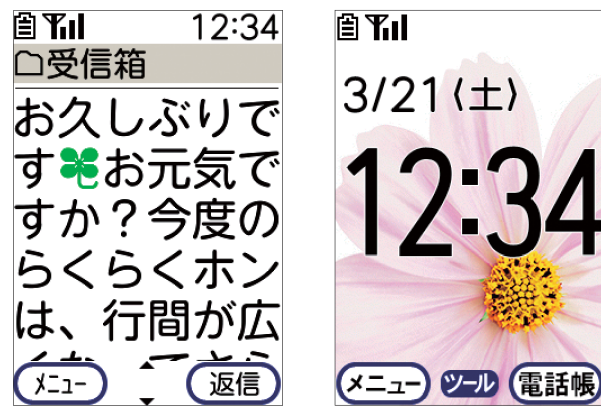 12:34
受信箱
お久しぶりで
す🍀お元気で
すか？今度の
らくらくホン
は、行間が広
メニュー
返信
3/21(土)
12:34
メニュー
ツール
電話帳